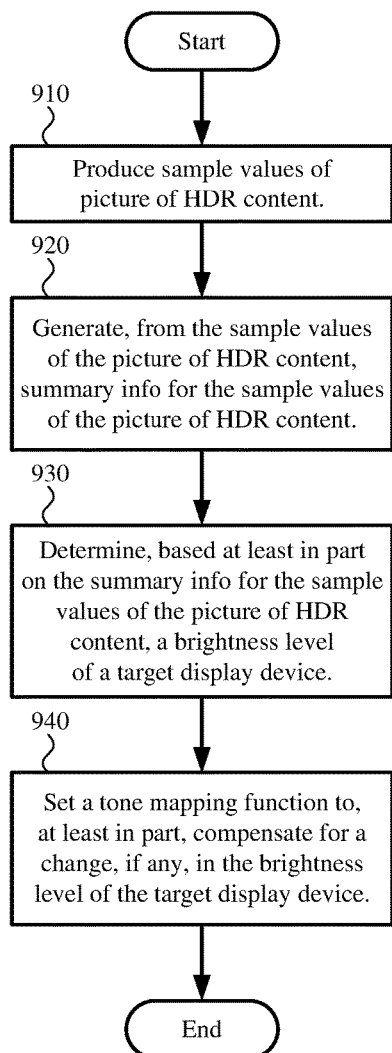 Start
910
Produce sample values of
picture of HDR content.
920
Generate, from the sample values
of the picture of HDR content,
summary info for the sample values
of the picture of HDR content.
930
Determine, based at least in part
on the summary info for the sample
values of the picture of HDR
content, a brightness level
of a target display device.
940
Set a tone mapping function to,
at least in part, compensate for a
change, if any, in the brightness
level of the target display device.
End